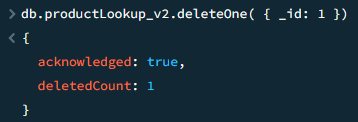 > db.productLookup_v2.deleteOne( { _id: 1 })
< {
acknowledged: true,
deletedCount: 1
}